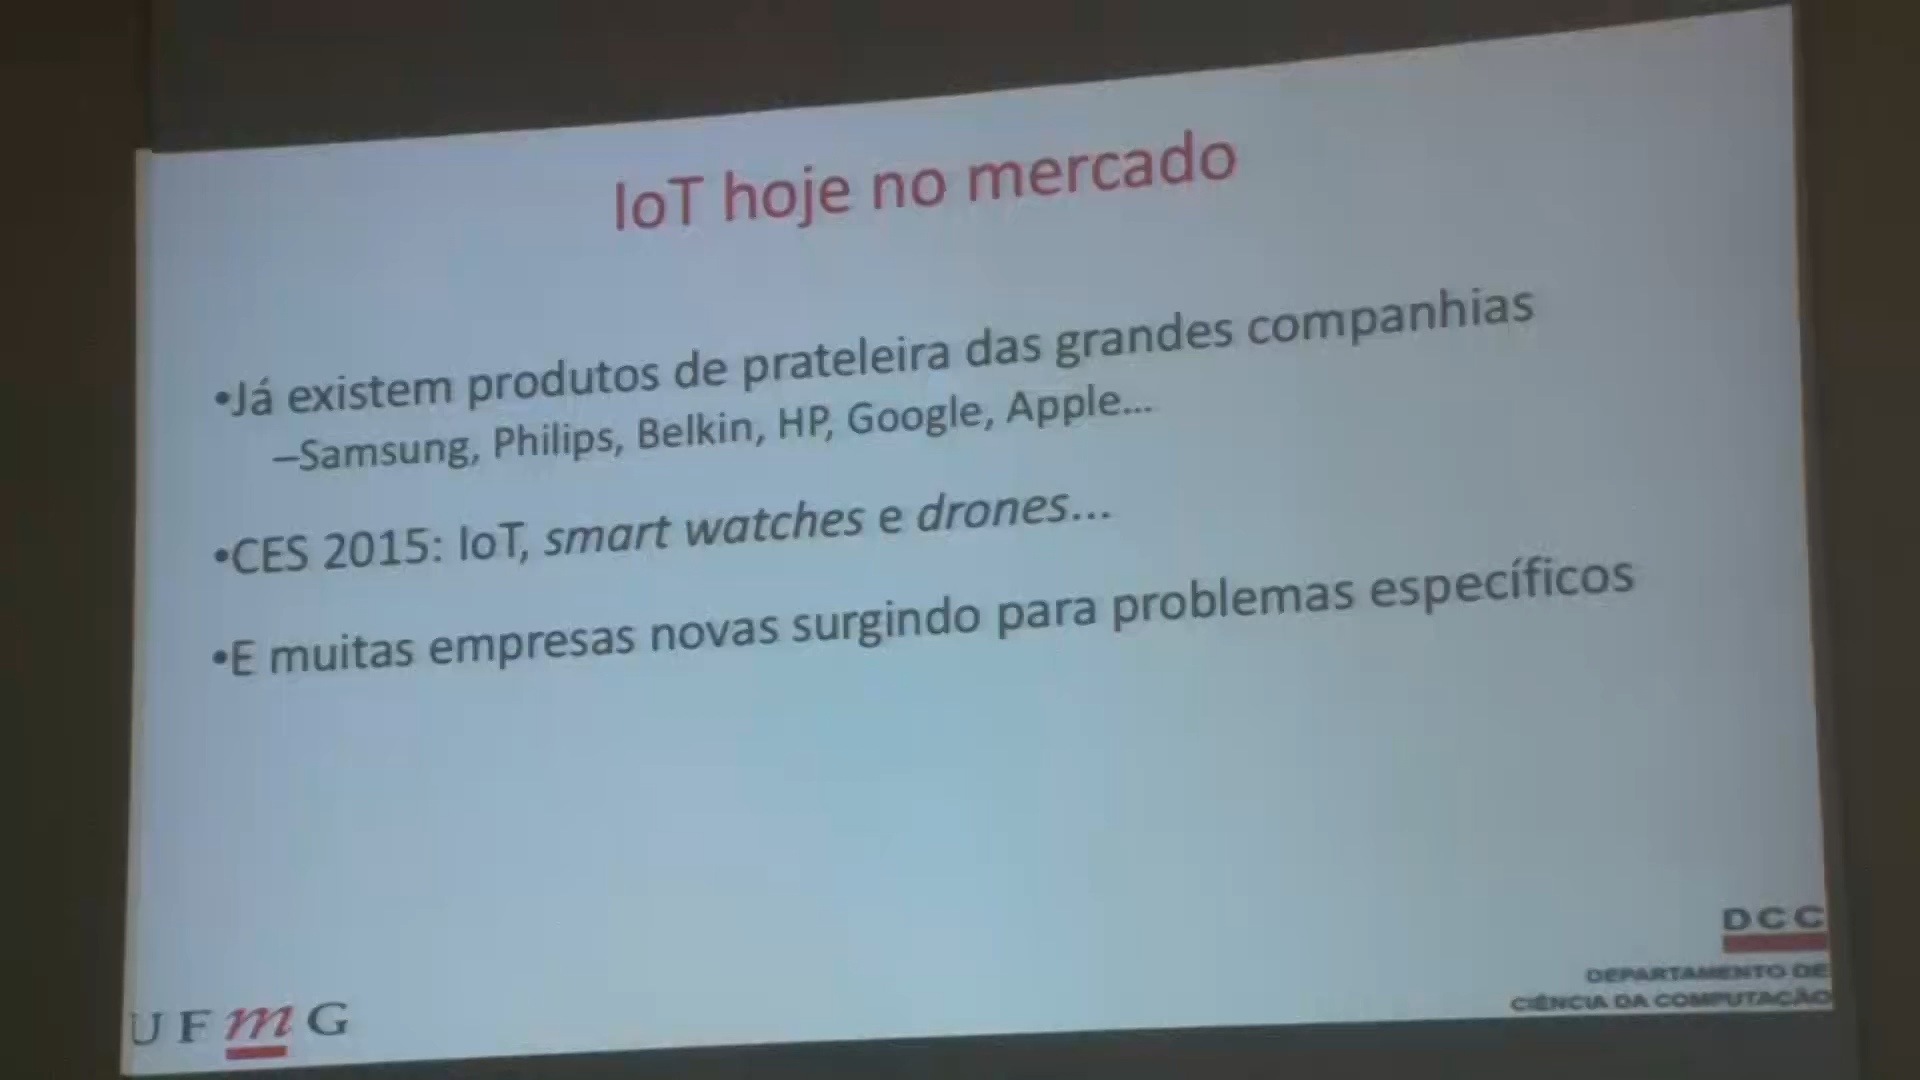 IoT hoje no mercado
•Já existem produtos de prateleira das grandes companhias
–Samsung, Philips, Belkin, HP, Google, Apple...
•CES 2015: IoT, smart watches e drones...
•E muitas empresas novas surgindo para problemas específicos
UFmG
DCC
DEPARTAMENTO DE
CIÊNCIA DA COMPUTAÇÃO